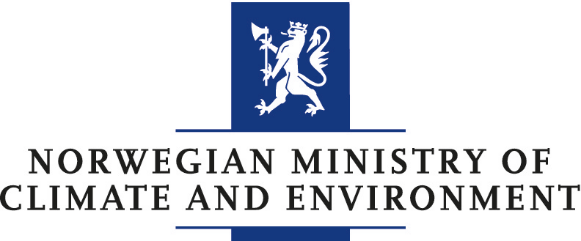 NORWEGIAN MINISTRY OF
CLIMATE AND ENVIRONMENT